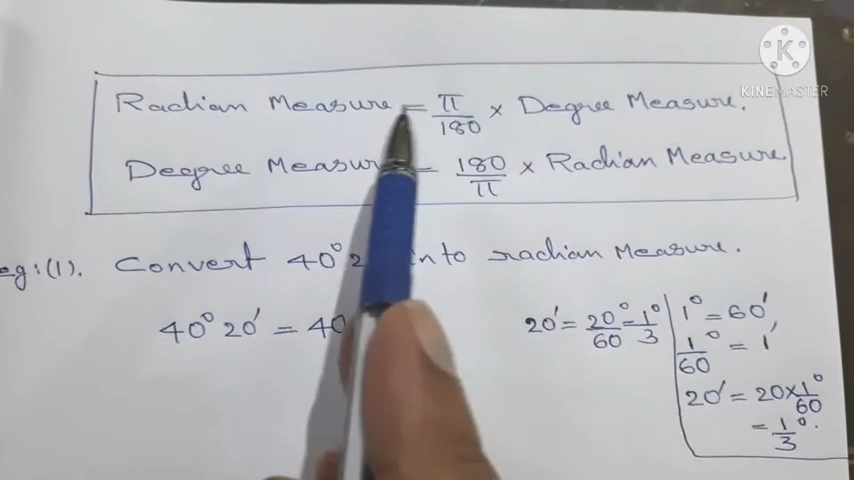 KINEMASTER
Radian Measure = π/180 × Degree Measure.
Degree Measure = 180/π × Radian Measure
eg:(1). Convert 40° 2 into radian Measure.
40° 20' = 40
20' = 20°/60 = 1°/3
1° = 60'
1/60° = 1'
20' = 20×1/60°
= 1/3°.